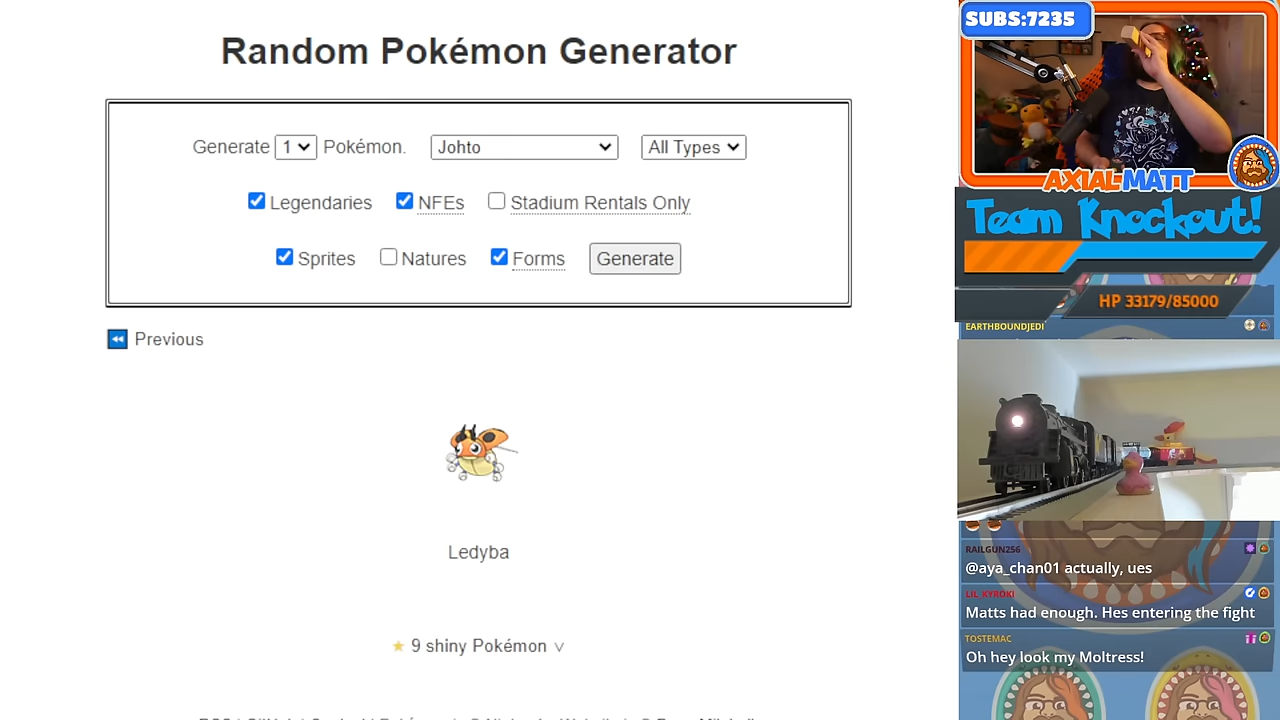 Random Pokémon Generator
Generate 1 Pokémon. Johto All Types
Legendaries NFEs Stadium Rentals Only
Sprites Natures Forms Generate
Previous
Ledyba
9 shiny Pokémon
SUBS:7235
AXIAL-MATT
Team Knockout!
HP 33179/85000
EARTHBOUNDJEDI
RAILGUN256
@aya_chan01 actually, ues
LIL_KYROKI
Matts had enough. Hes entering the fight
TOSTEMAC
Oh hey look my Moltress!